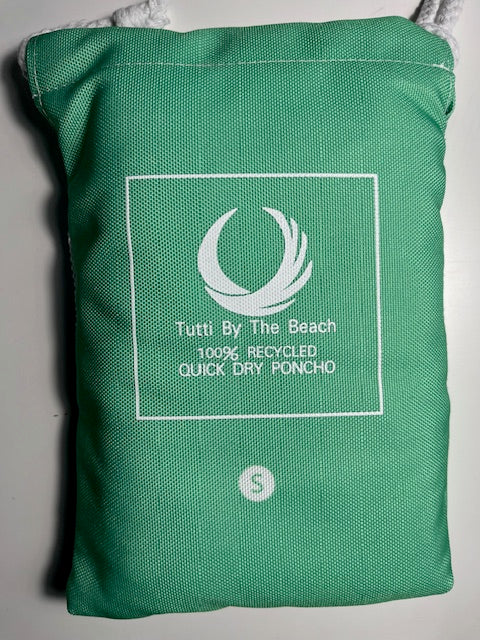 Tutti By The Beach
100% RECYCLED
QUICK DRY PONCHO
S